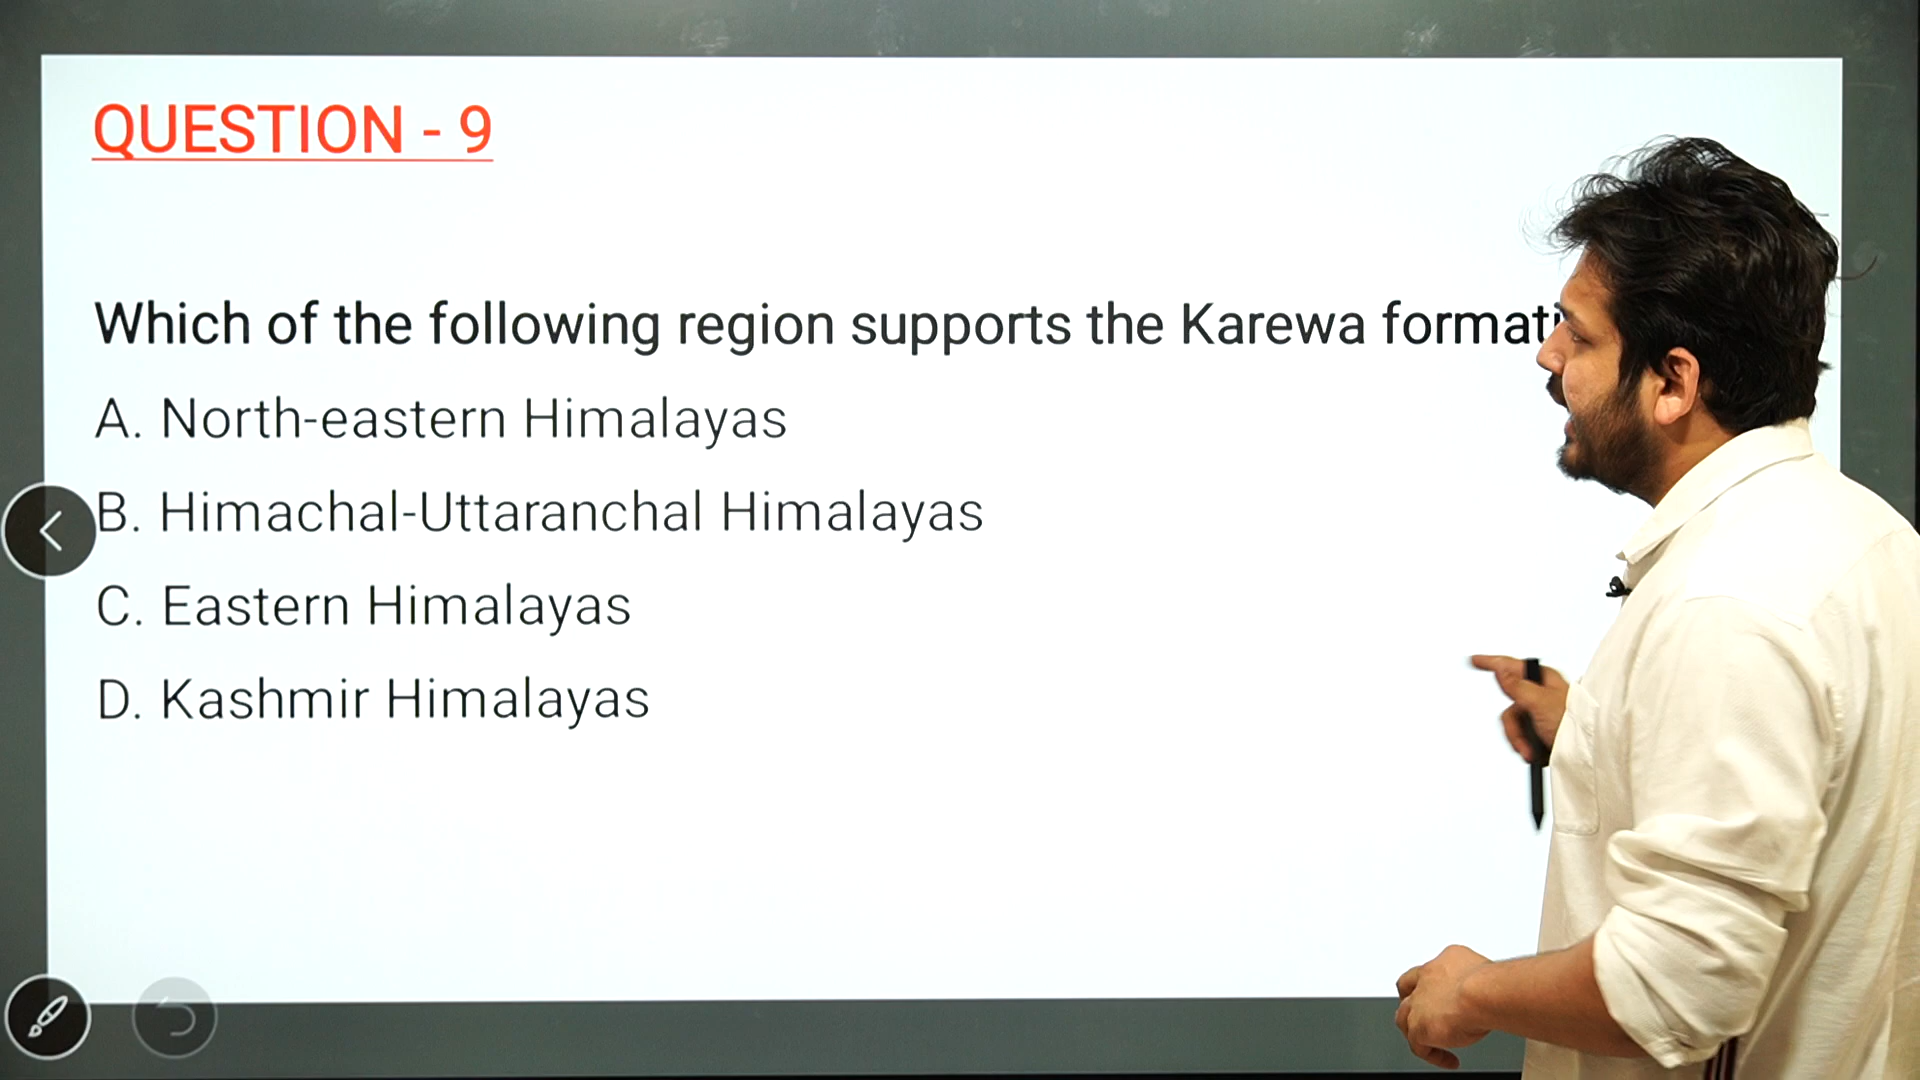 QUESTION - 9
Which of the following region supports the Karewa
A. North-eastern Himalayas
B. Himachal-Uttaranchal Himalayas
C. Eastern Himalayas
D. Kashmir Himalayas